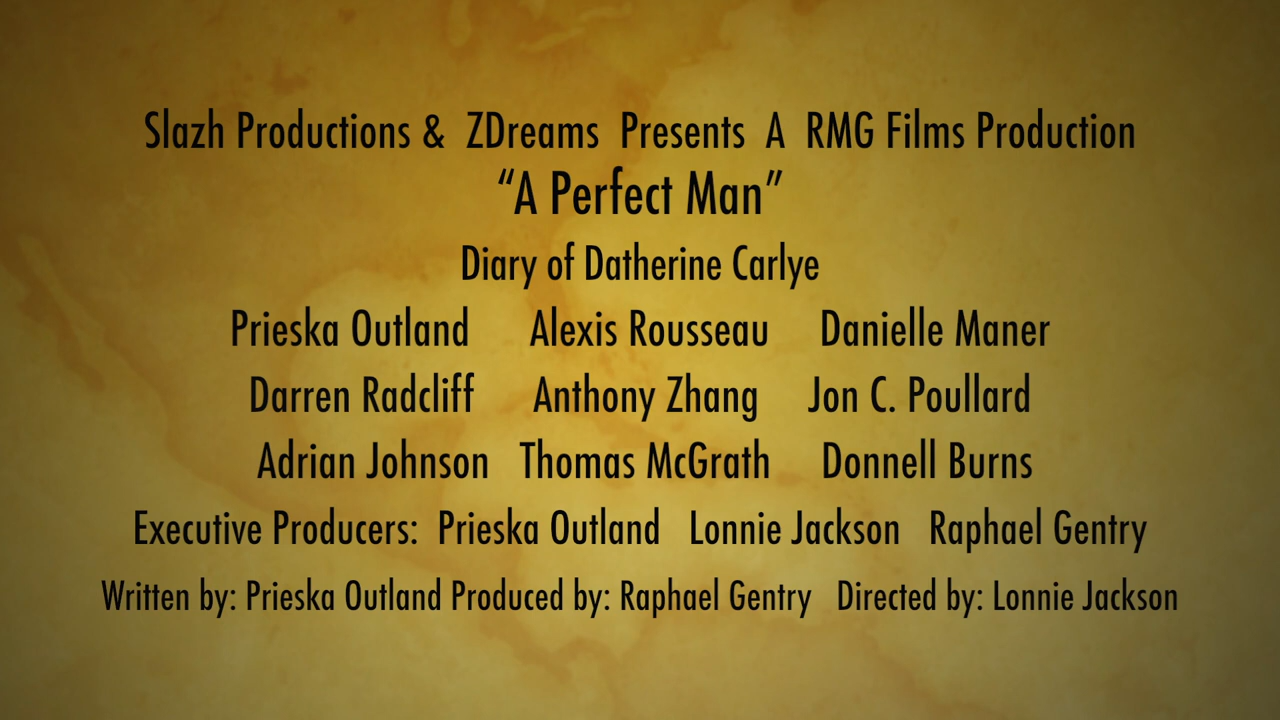 Slazh Productions & ZDreams Presents A RMG Films Production
“A Perfect Man”
Diary of Datherine Carlye
Prieska Outland Alexis Rousseau Danielle Maner
Darren Radcliff Anthony Zhang Jon C. Poullard
Adrian Johnson Thomas McGrath Donnell Burns
Executive Producers: Prieska Outland Lonnie Jackson Raphael Gentry
Written by: Prieska Outland Produced by: Raphael Gentry Directed by: Lonnie Jackson